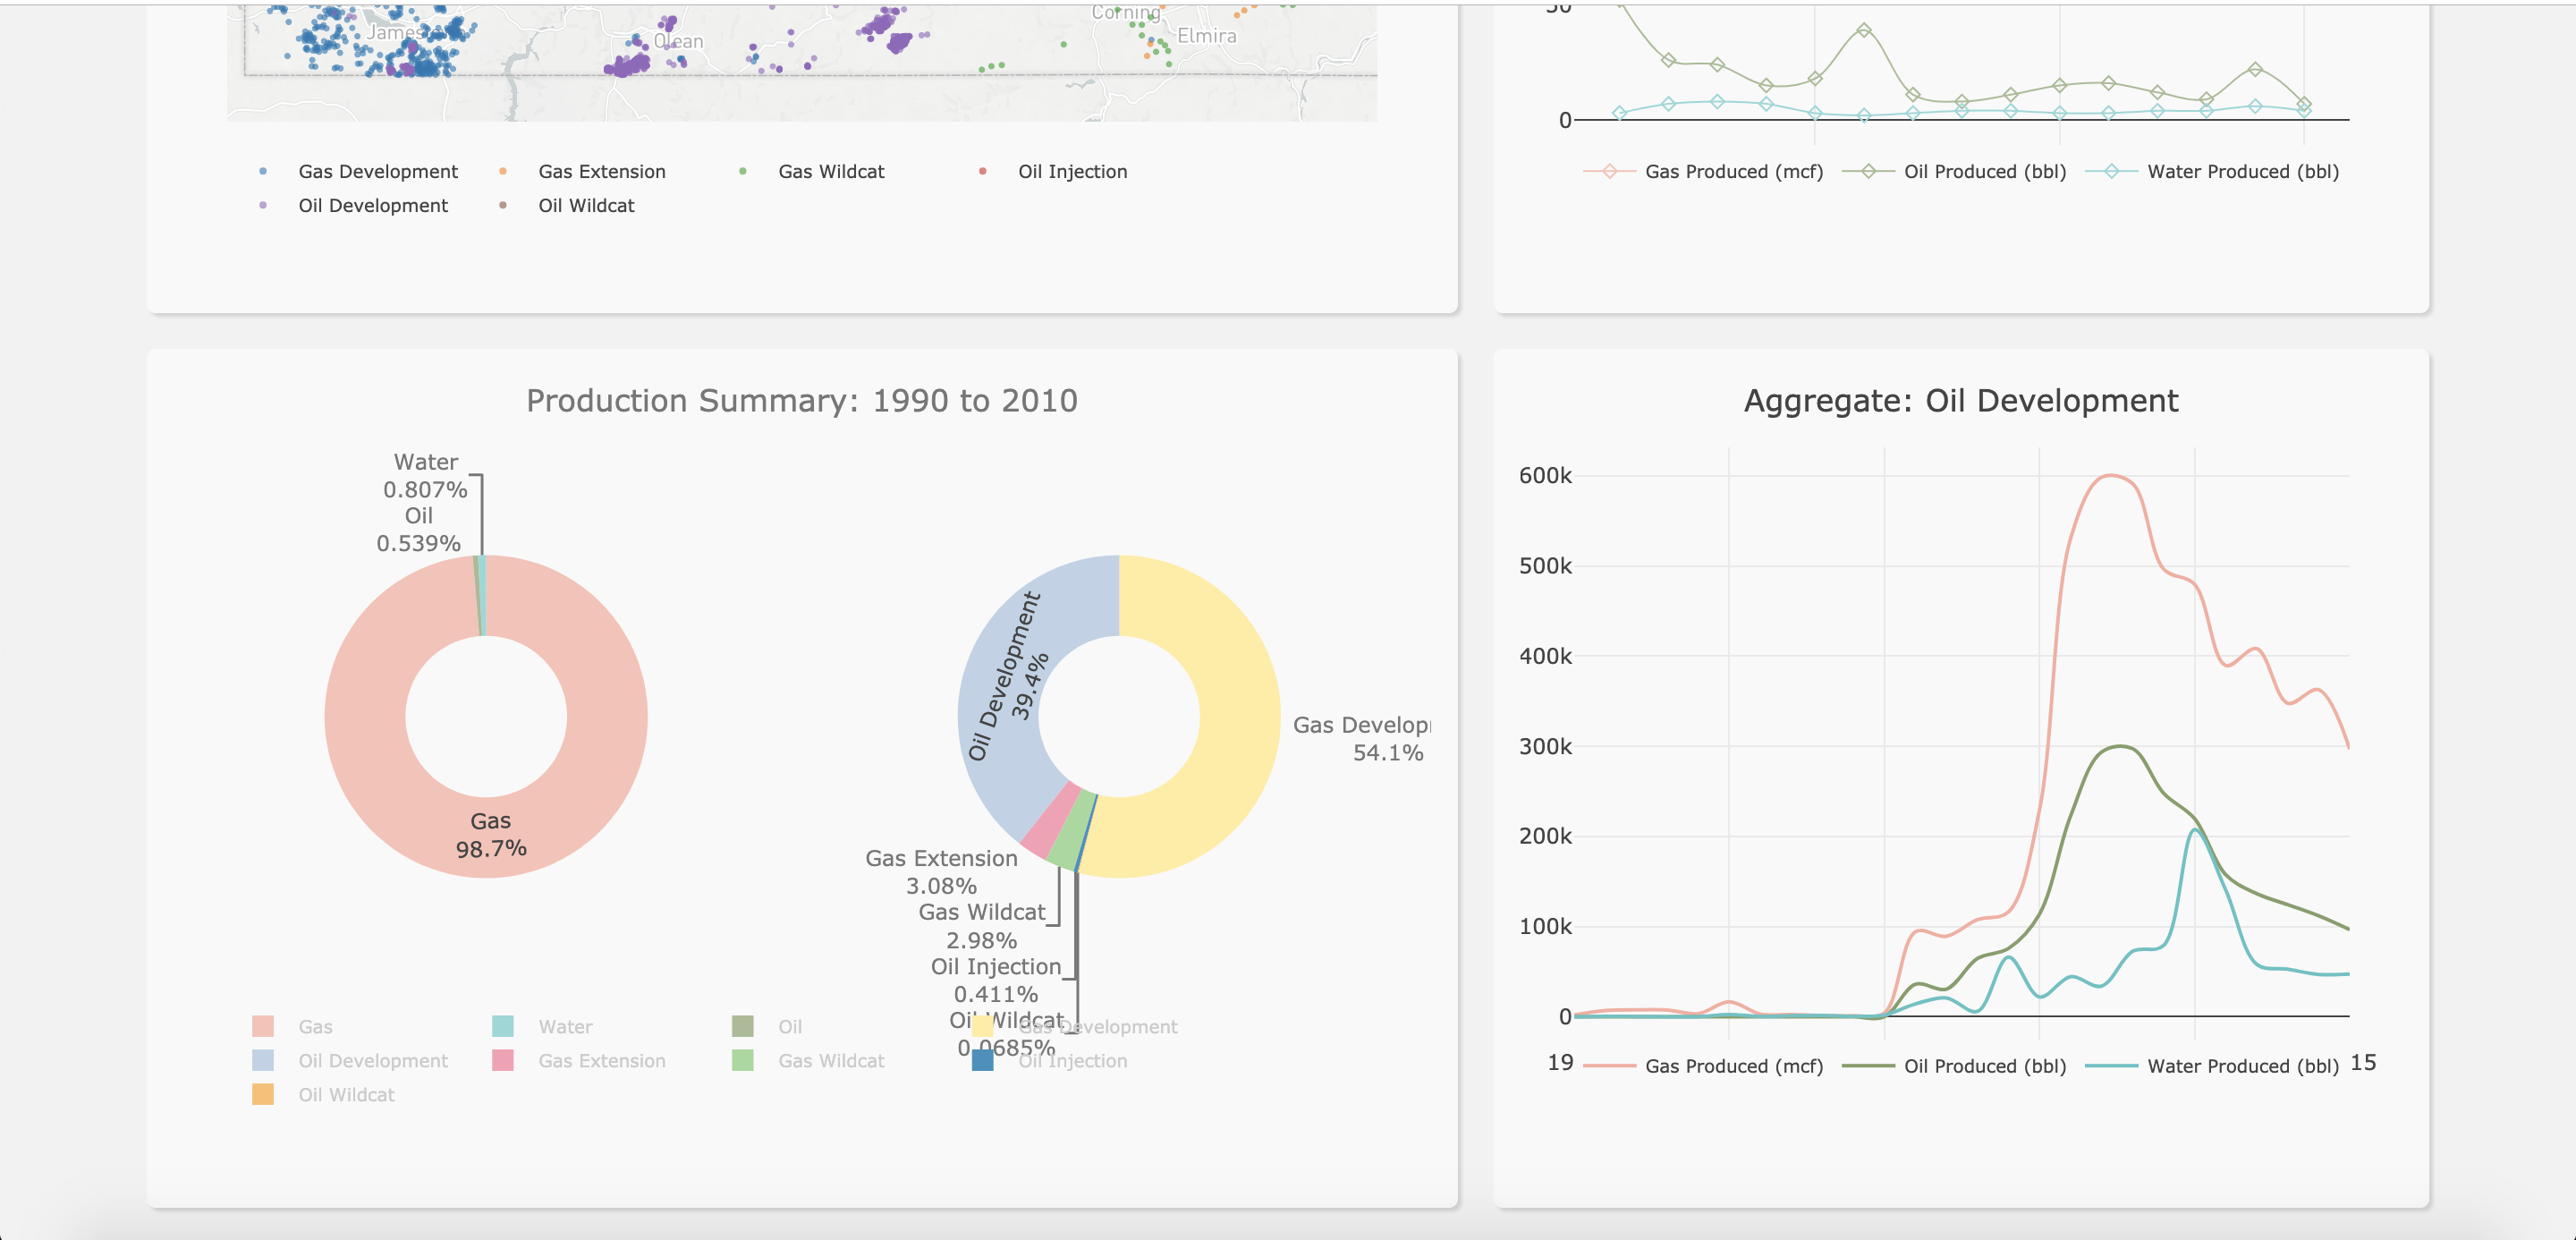 Corning
Olean
Elmira
0
Gas Development
Gas Extension
Gas Wildcat
Oil Injection
Oil Development
Oil Wildcat
Gas Produced (mcf)
Oil Produced (bbl)
Water Produced (bbl)
Production Summary: 1990 to 2010
Water
0.807%
Oil
0.539%
Gas
98.7%
Oil Development
39.4%
Gas Develop
54.1%
Gas Extension
3.08%
Gas Wildcat
2.98%
Oil Injection
0.411%
Oil Wildcat
0.0685%
Gas
Water
Oil
Gas Development
Oil Development
Gas Extension
Gas Wildcat
Oil Injection
Oil Wildcat
Aggregate: Oil Development
600k
500k
400k
300k
200k
100k
0
19
Gas Produced (mcf)
Oil Produced (bbl)
Water Produced (bbl)
15